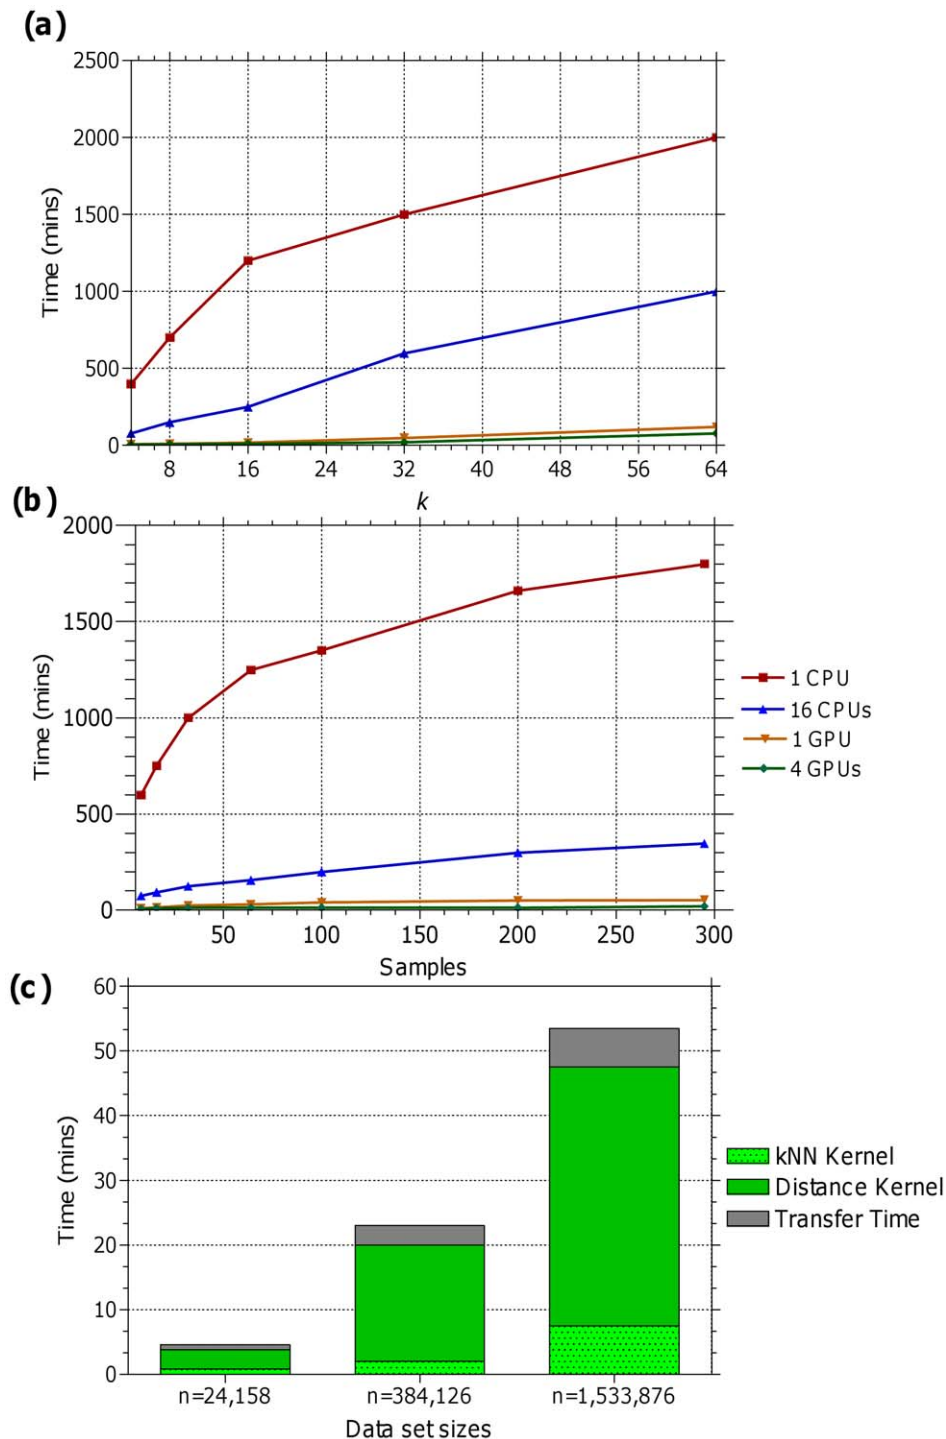 (a)
2500
2000
1500
1000
500
0
Time (mins)
8 16 24 32 40 48 56 64
k
(b)
2000
1500
1000
500
0
Time (mins)
50 100 150 200 250 300
Samples
1 CPU
16 CPUs
1 GPU
4 GPUs
(c)
60
50
40
30
20
10
0
Time (mins)
n=24,158 n=384,126 n=1,533,876
Data set sizes
kNN Kernel
Distance Kernel
Transfer Time